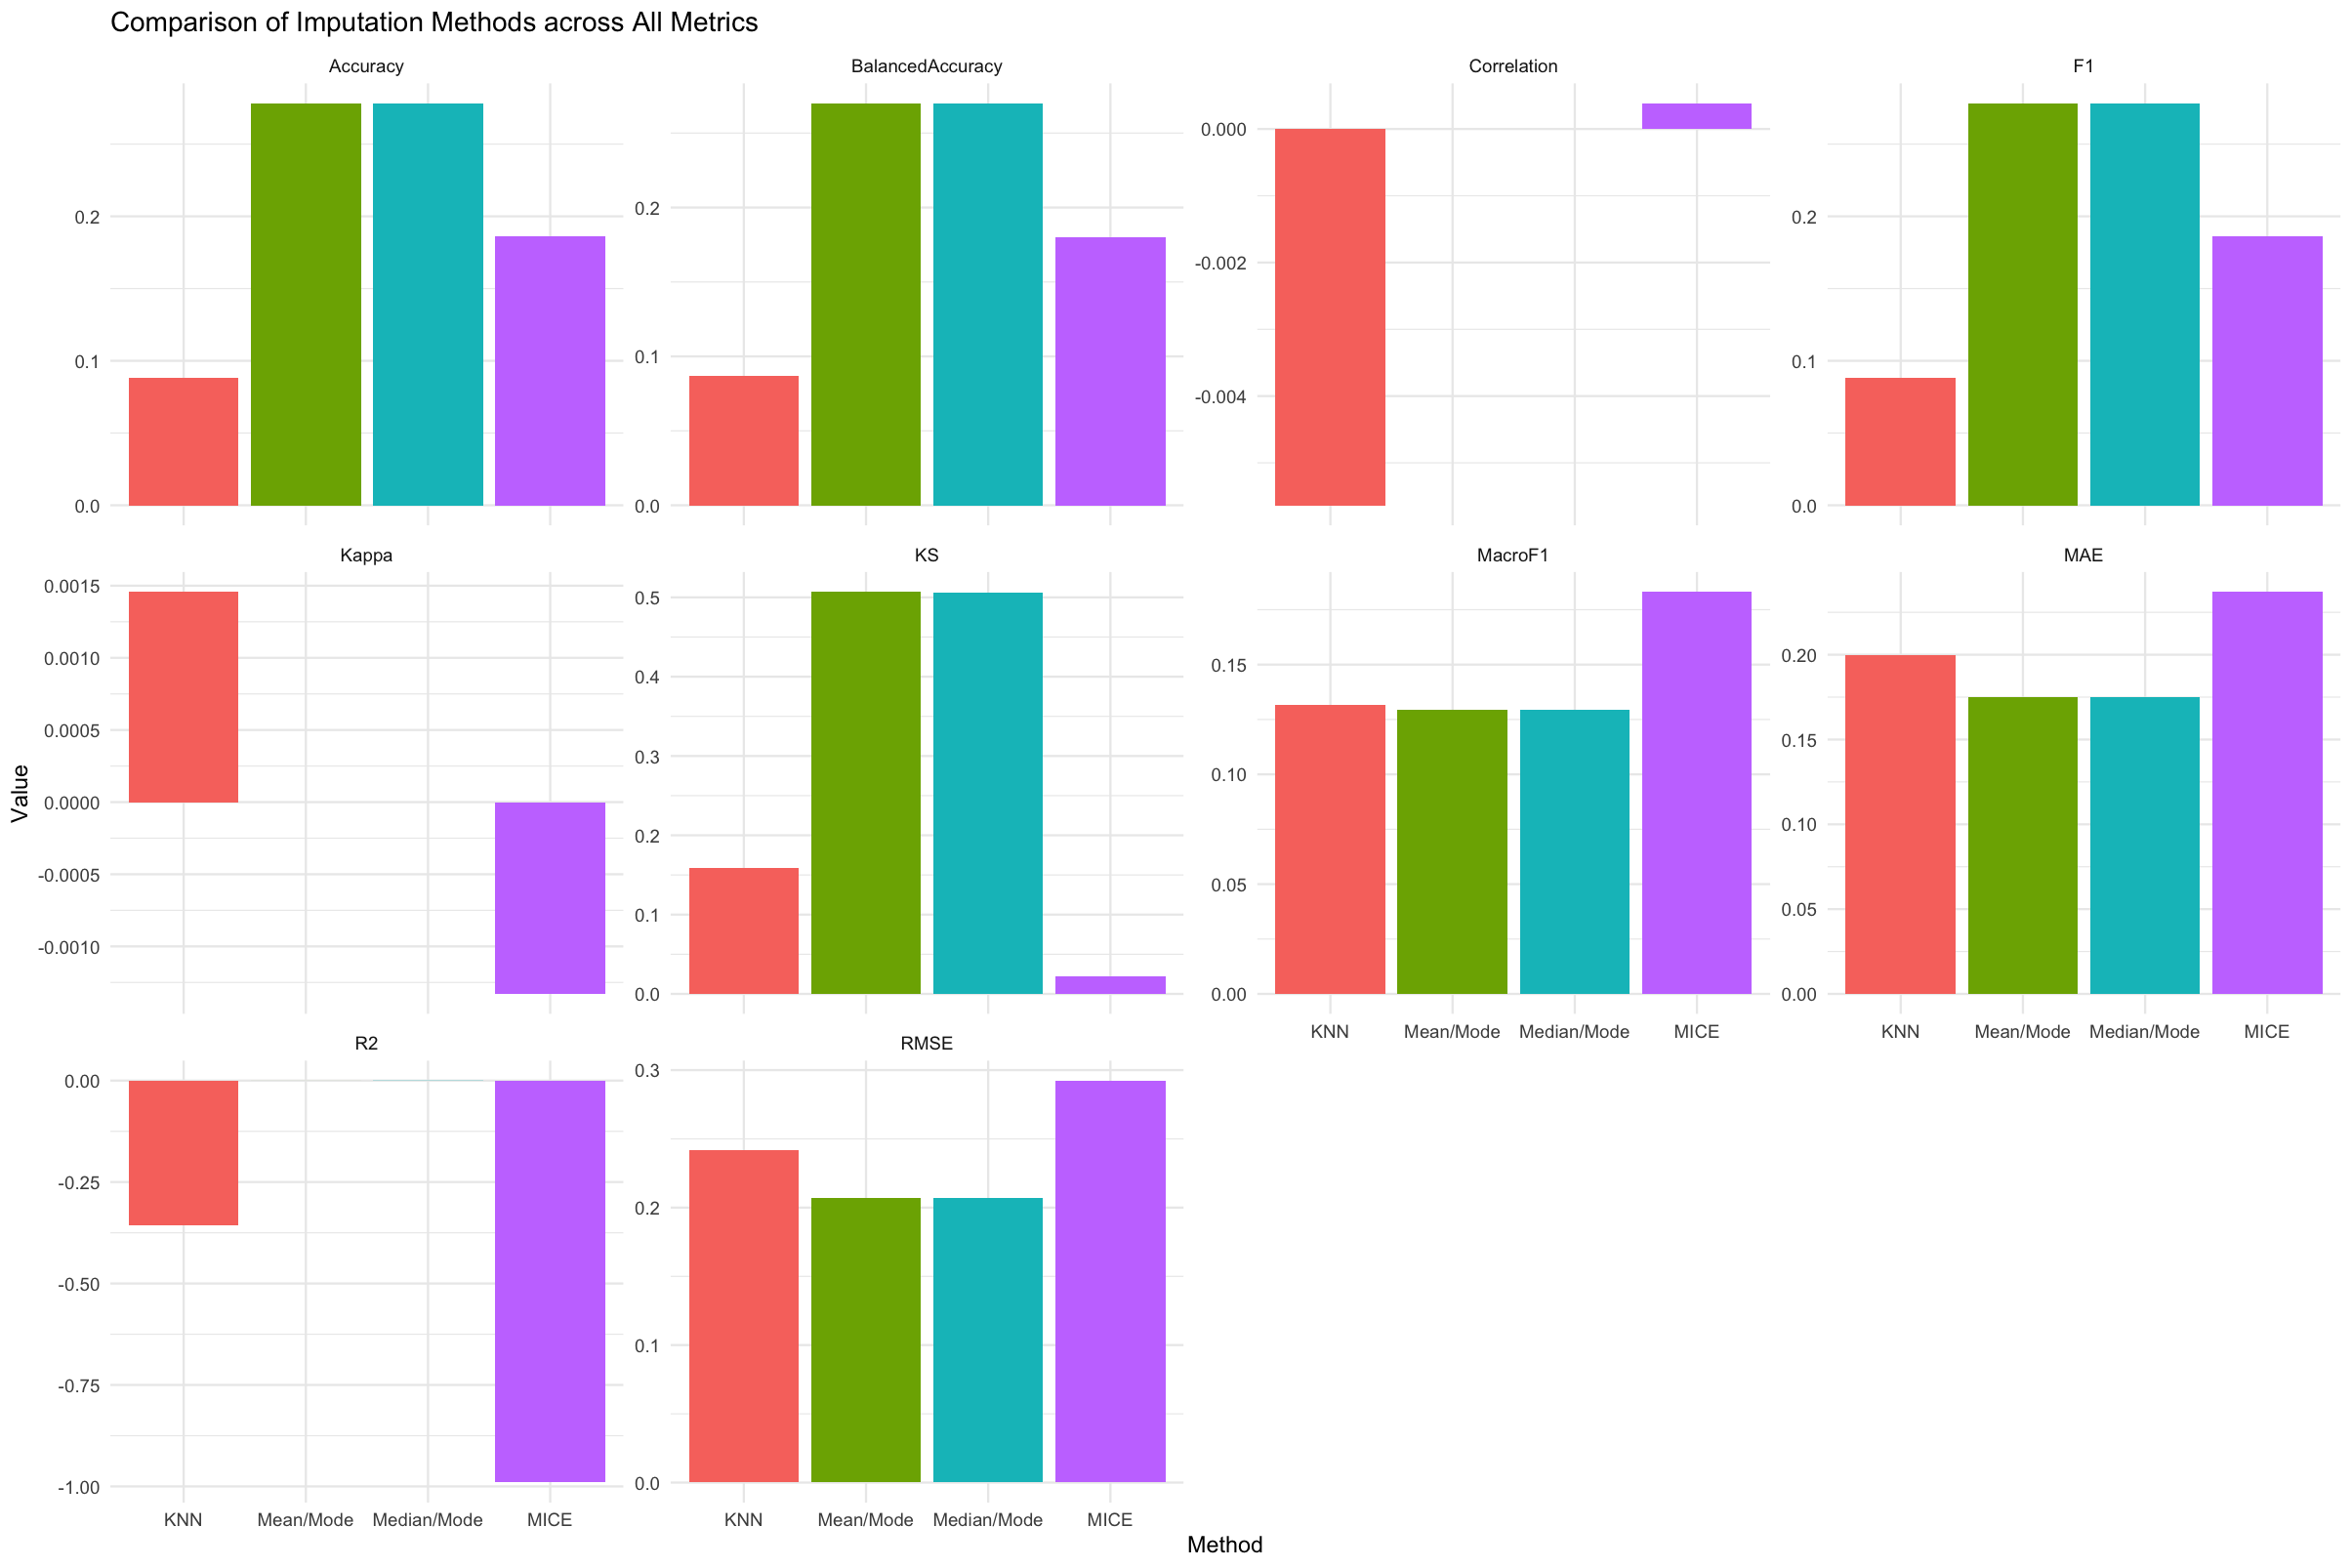 Comparison of Imputation Methods across All Metrics
Accuracy
BalancedAccuracy
Correlation
F1
0.2
0.1
0.0
0.2
0.1
0.0
0.000
-0.002
-0.004
0.2
0.1
0.0
Kappa
KS
MacroF1
MAE
0.0015
0.0010
0.0005
0.0000
-0.0005
-0.0010
0.5
0.4
0.3
0.2
0.1
0.0
0.15
0.10
0.05
0.00
0.20
0.15
0.10
0.05
0.00
KNN Mean/Mode Median/Mode MICE
KNN Mean/Mode Median/Mode MICE
R2
RMSE
0.00
-0.25
-0.50
-0.75
-1.00
0.3
0.2
0.1
0.0
KNN Mean/Mode Median/Mode MICE
KNN Mean/Mode Median/Mode MICE
Value
Method